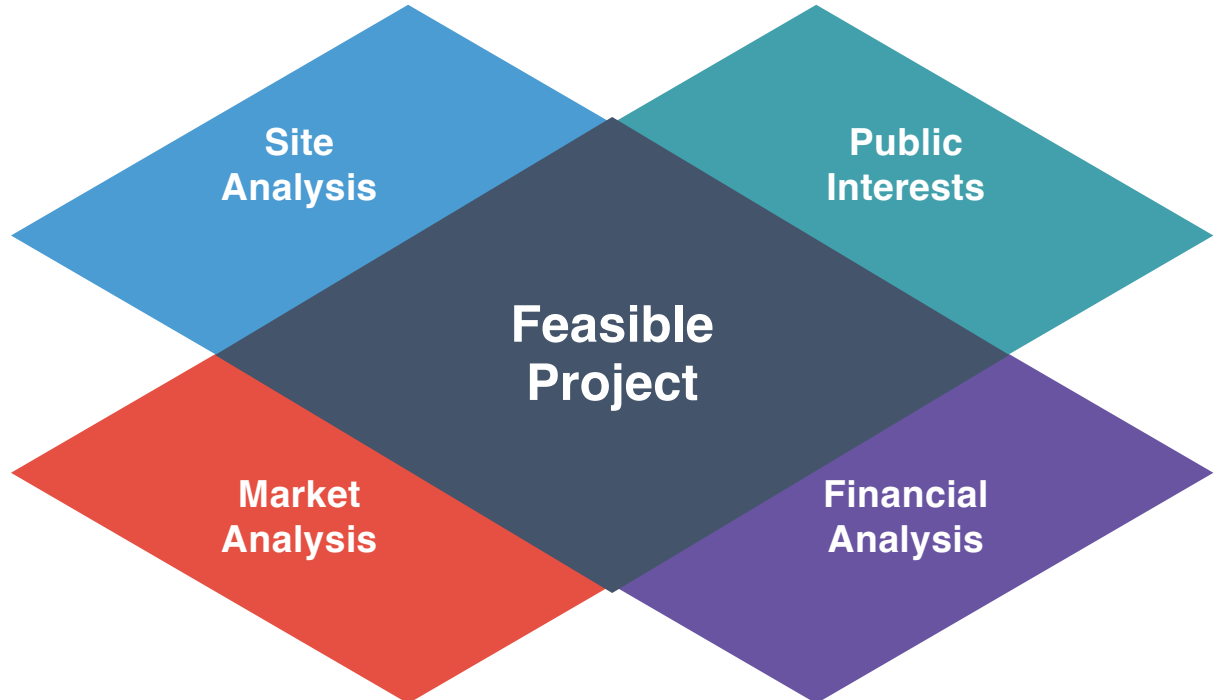 Site
Analysis
Public
Interests
Feasible
Project
Market
Analysis
Financial
Analysis